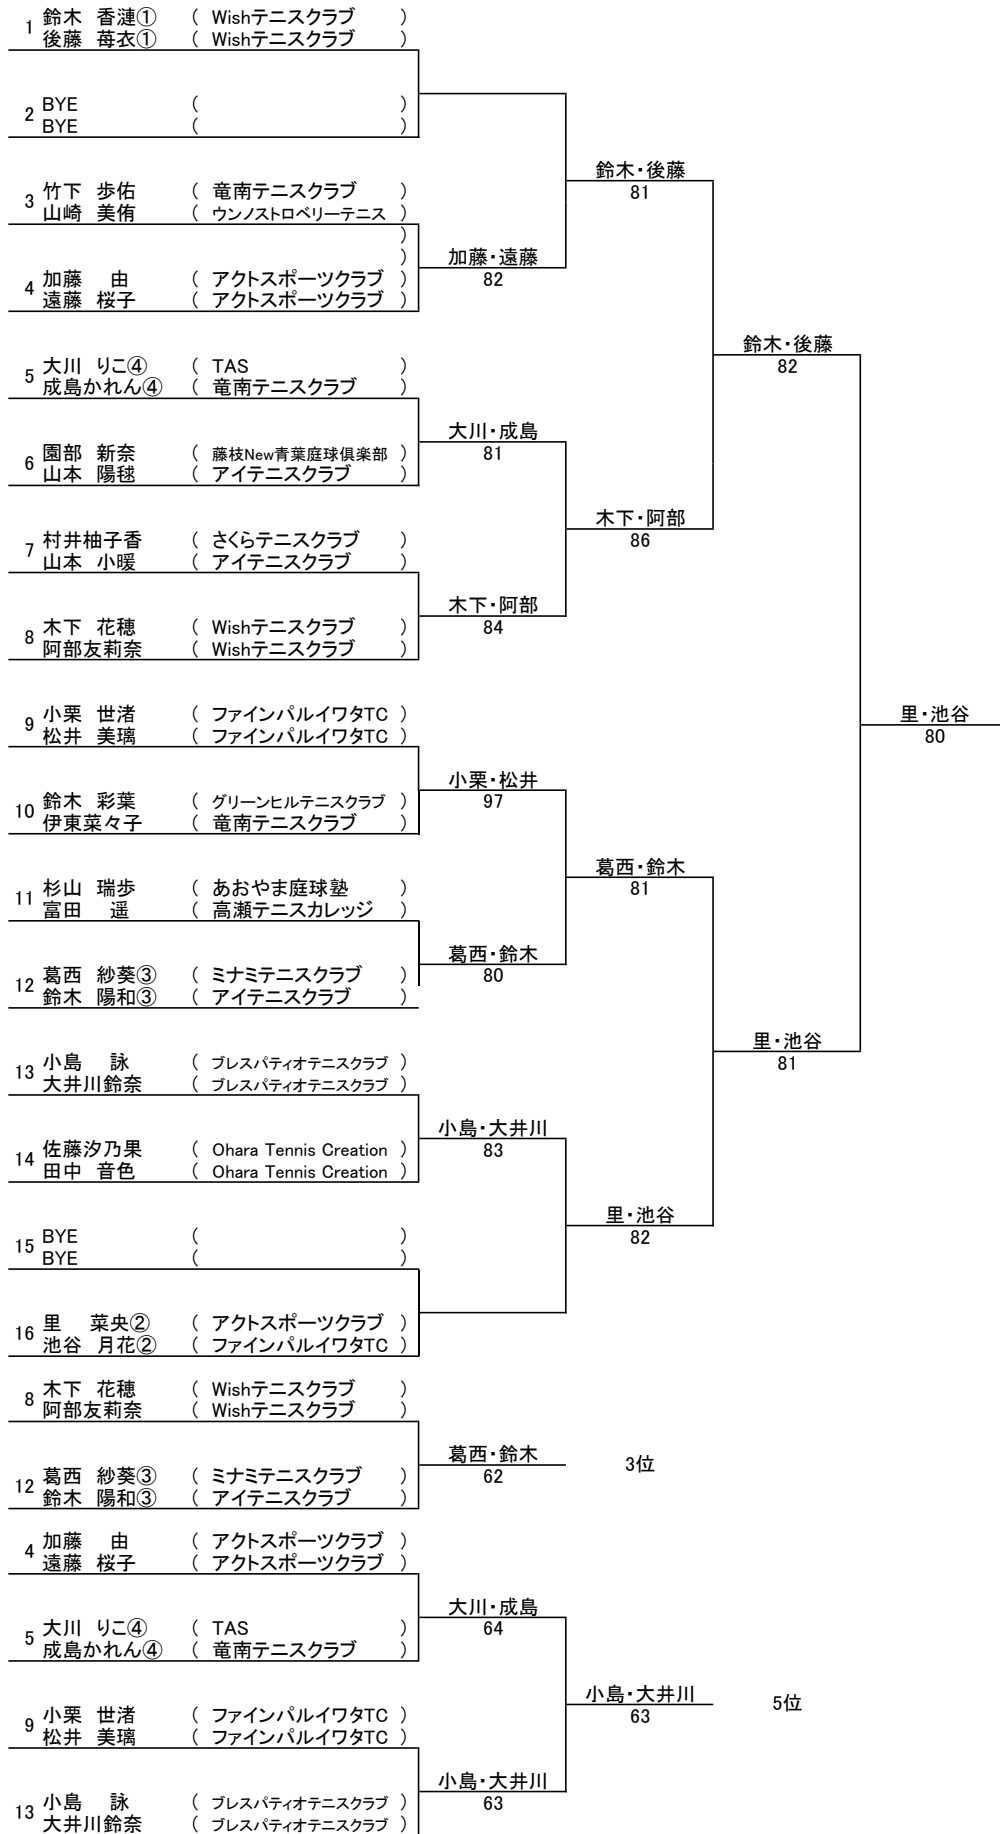 1 鈴木 香漣① ( Wishテニスクラブ )
後藤 苺衣① ( Wishテニスクラブ )
2 BYE ( )
BYE ( )
鈴木・後藤
81
3 竹下 歩佑 ( 竜南テニスクラブ )
山崎 美侑 ( ウンノストロベリーテニス )
)
)
加藤・遠藤
82
4 加藤 由 ( アクトスポーツクラブ )
遠藤 桜子 ( アクトスポーツクラブ )
鈴木・後藤
82
5 大川 りこ④ ( TAS )
成島かれん④ ( 竜南テニスクラブ )
大川・成島
81
6 園部 新奈 ( 藤枝New青葉庭球俱楽部 )
山本 陽毬 ( アイテニスクラブ )
木下・阿部
86
7 村井柚子香 ( さくらテニスクラブ )
山本 小暖 ( アイテニスクラブ )
木下・阿部
84
8 木下 花穂 ( Wishテニスクラブ )
阿部友莉奈 ( Wishテニスクラブ )
9 小栗 世渚 ( ファインパルイワタTC )
松井 美璃 ( ファインパルイワタTC )
里・池谷
80
小栗・松井
97
10 鈴木 彩葉 ( グリーンヒルテニスクラブ )
伊東菜々子 ( 竜南テニスクラブ )
葛西・鈴木
81
11 杉山 瑞歩 ( あおやま庭球塾 )
富田 遥 ( 高瀬テニスカレッジ )
葛西・鈴木
80
12 葛西 紗葵③ ( ミナミテニスクラブ )
鈴木 陽和③ ( アイテニスクラブ )
里・池谷
81
13 小島 詠 ( ブレスパティオテニスクラブ )
大井川鈴奈 ( ブレスパティオテニスクラブ )
小島・大井川
83
14 佐藤汐乃果 ( Ohara Tennis Creation )
田中 音色 ( Ohara Tennis Creation )
里・池谷
82
15 BYE ( )
BYE ( )
16 里 菜央② ( アクトスポーツクラブ )
池谷 月花② ( ファインパルイワタTC )
8 木下 花穂 ( Wishテニスクラブ )
阿部友莉奈 ( Wishテニスクラブ )
葛西・鈴木 3位
62
12 葛西 紗葵③ ( ミナミテニスクラブ )
鈴木 陽和③ ( アイテニスクラブ )
4 加藤 由 ( アクトスポーツクラブ )
遠藤 桜子 ( アクトスポーツクラブ )
大川・成島
64
5 大川 りこ④ ( TAS )
成島かれん④ ( 竜南テニスクラブ )
小島・大井川 5位
63
9 小栗 世渚 ( ファインパルイワタTC )
松井 美璃 ( ファインパルイワタTC )
小島・大井川
63
13 小島 詠 ( ブレスパティオテニスクラブ )
大井川鈴奈 ( ブレスパティオテニスクラブ )